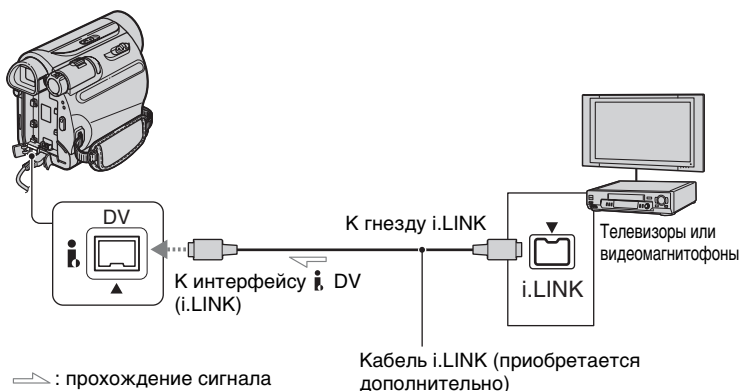 DV
К гнезду i.LINK
i.LINK
Телевизоры или
видеомагнитофоны
К интерфейсу i DV
(i.LINK)
: прохождение сигнала
Кабель i.LINK (приобретается
дополнительно)